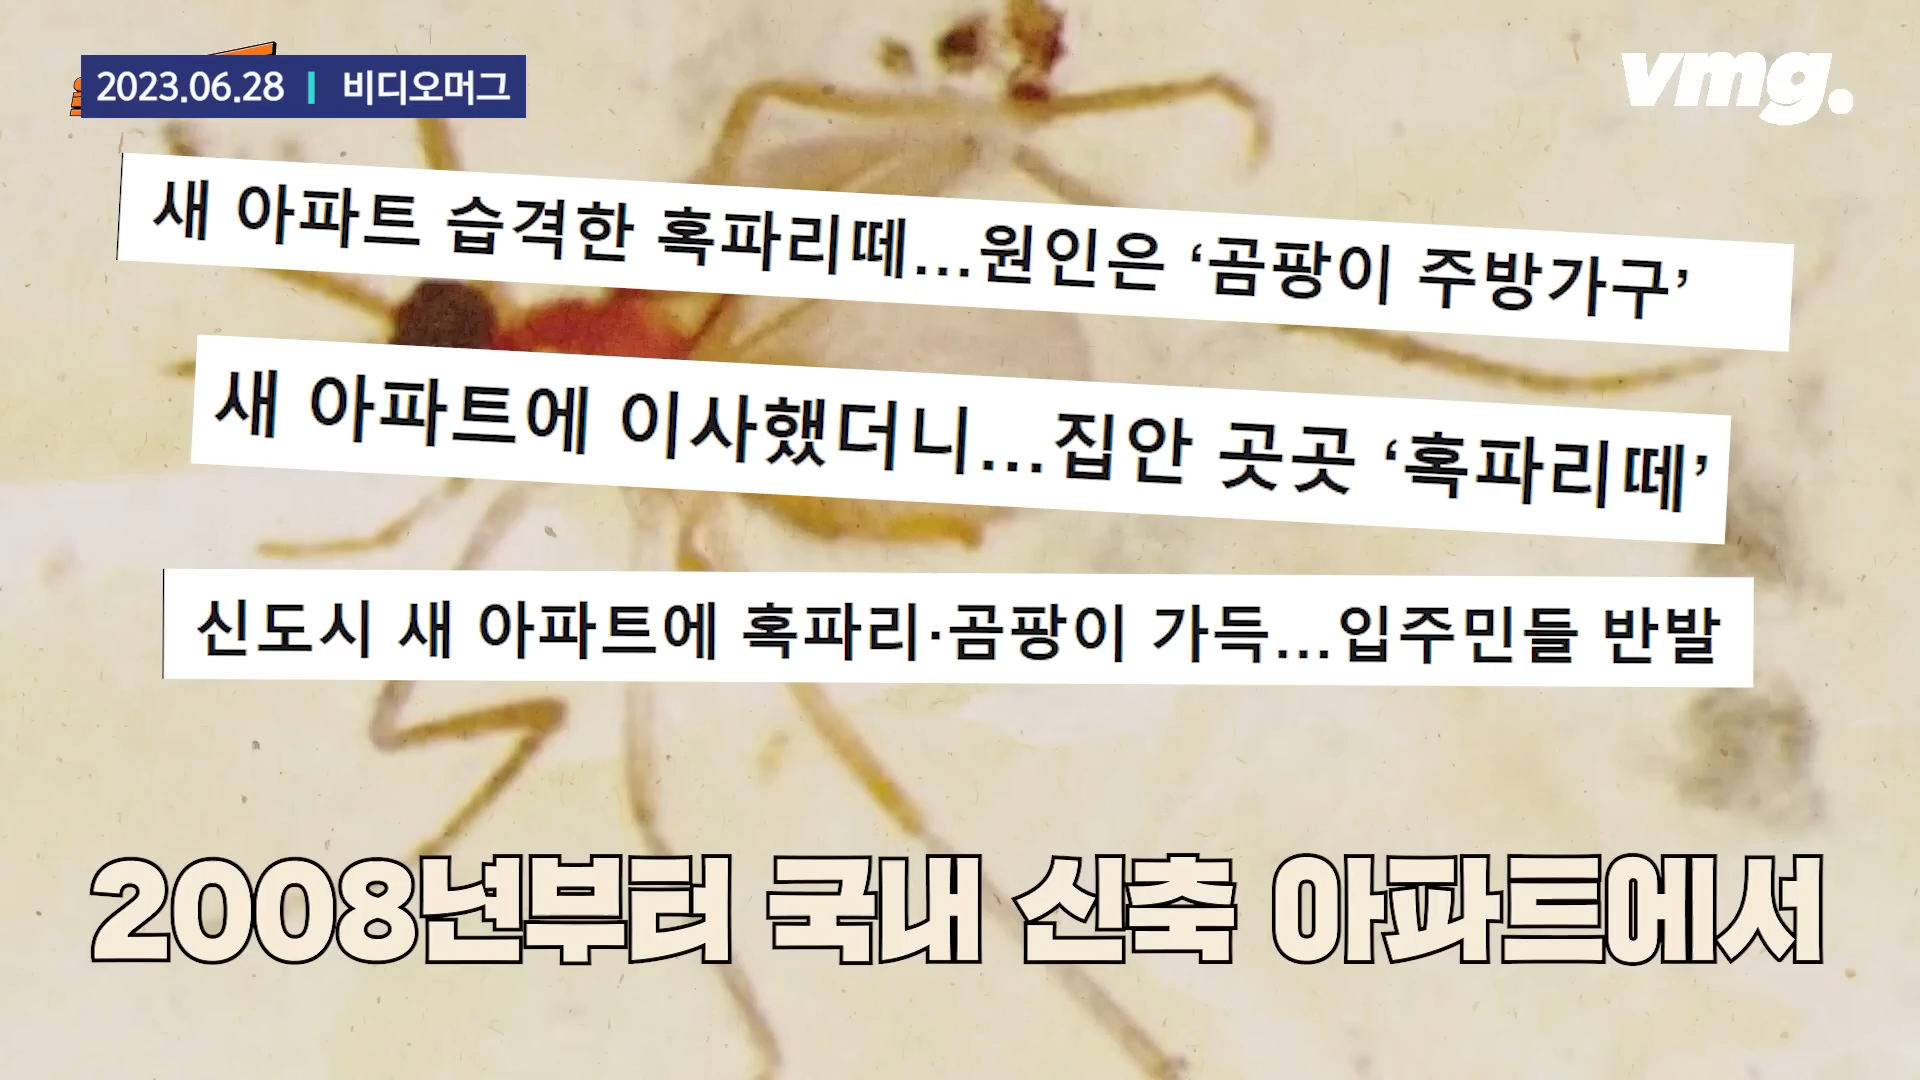 2023.06.28 | 비디오머그
vmg.
새 아파트 습격한 혹파리떼...원인은 ‘곰팡이 주방가구’
새 아파트에 이사했더니...집안 곳곳 ‘혹파리떼’
신도시 새 아파트에 혹파리·곰팡이 가득...입주민들 반발
2008년부터 국내 신축 아파트에서